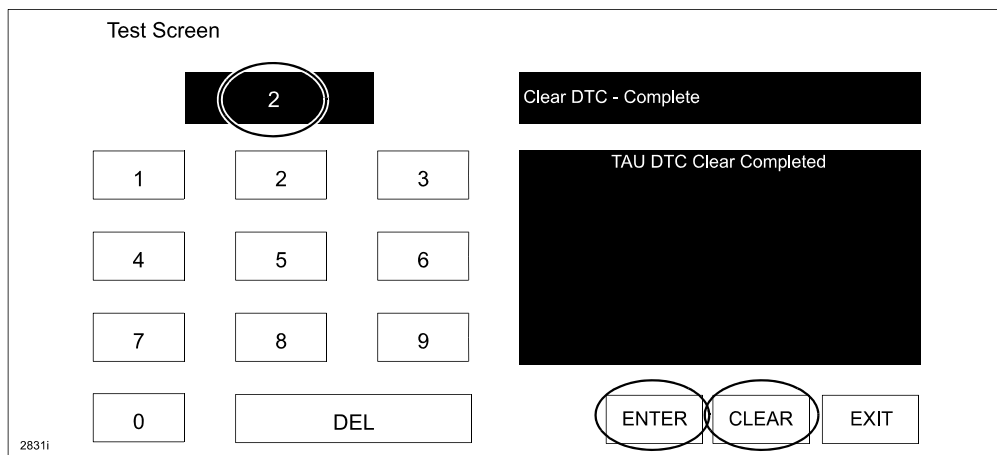 Test Screen
2
Clear DTC - Complete
1 2 3
TAU DTC Clear Completed
4 5 6
7 8 9
0 DEL
ENTER CLEAR EXIT
2831i